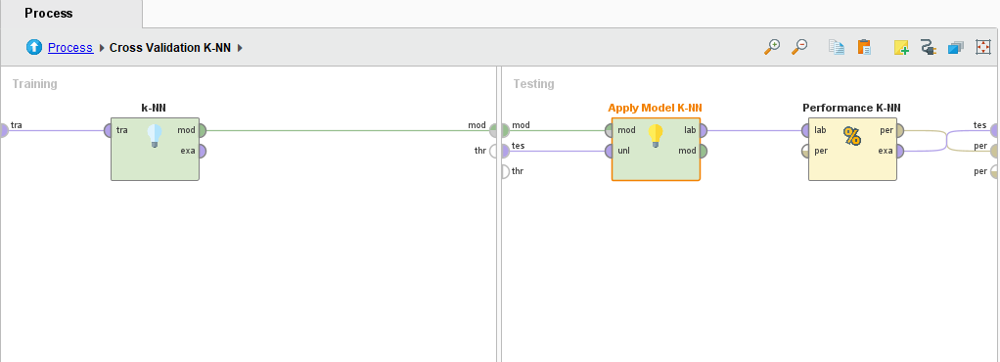 Process
Process Cross Validation K-NN
Training
k-NN
tra tra mod mod
exa thr
Testing
Apply Model K-NN Performance K-NN
mod mod lab lab per tes
tes unl mod per exa per
thr per